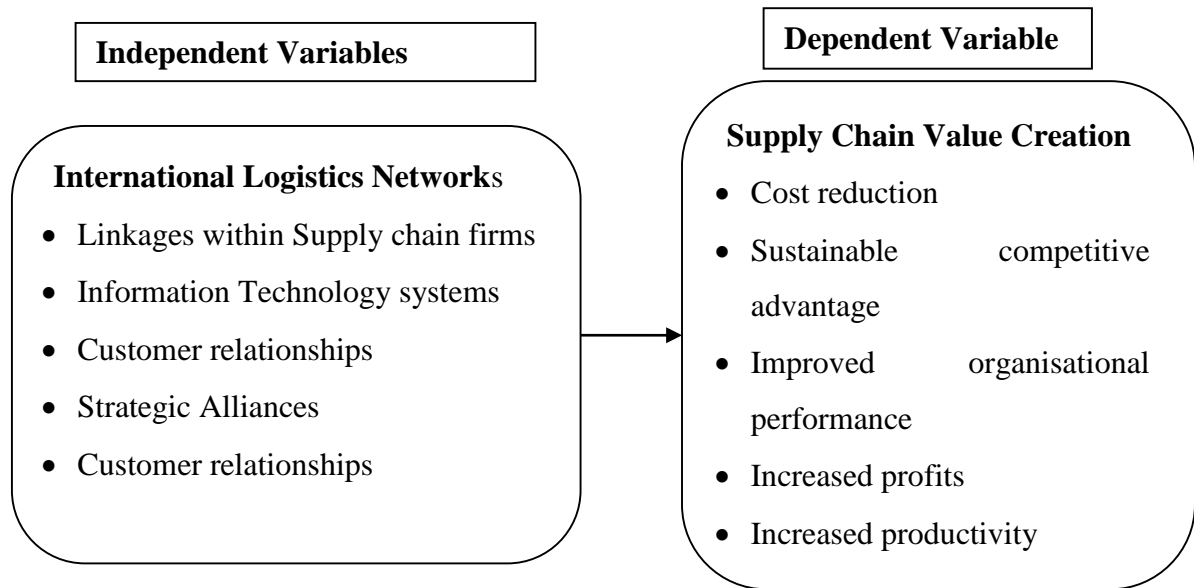 Independent Variables
International Logistics Networks
• Linkages within Supply chain firms
• Information Technology systems
• Customer relationships
• Strategic Alliances
• Customer relationships
Dependent Variable
Supply Chain Value Creation
• Cost reduction
• Sustainable competitive
advantage
• Improved organisational
performance
• Increased profits
• Increased productivity